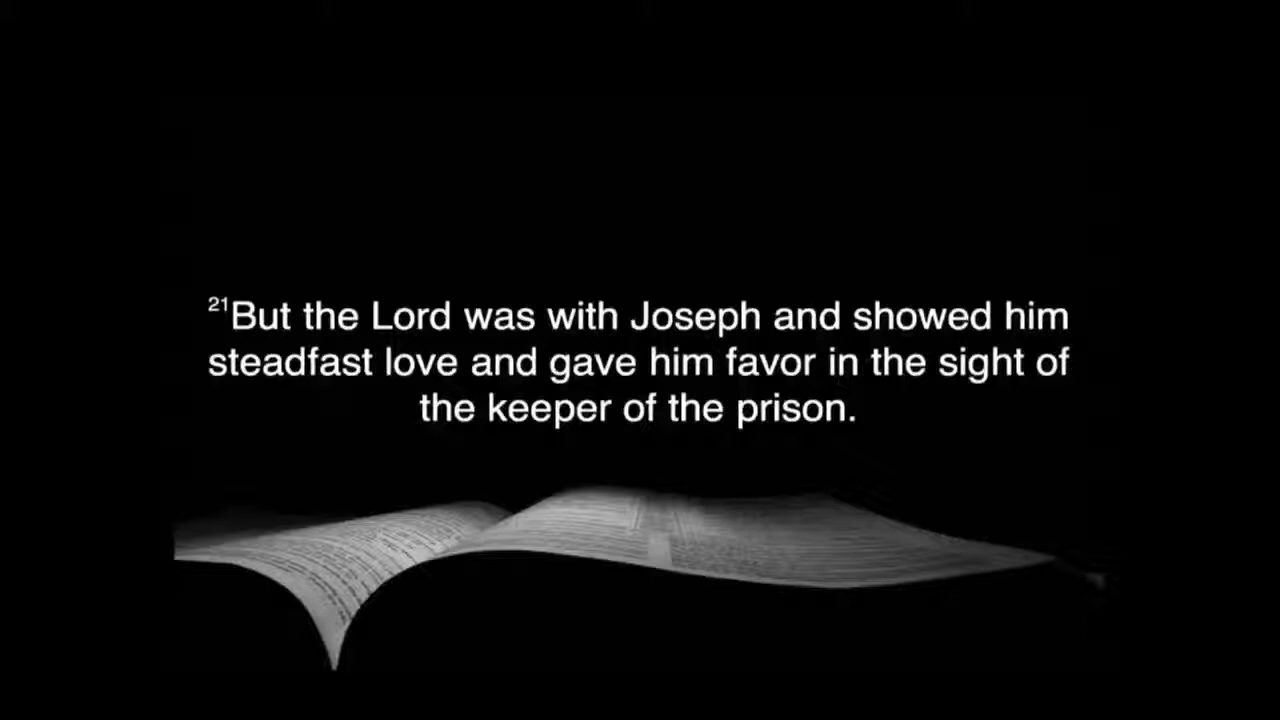 21But the Lord was with Joseph and showed him
steadfast love and gave him favor in the sight of
the keeper of the prison.